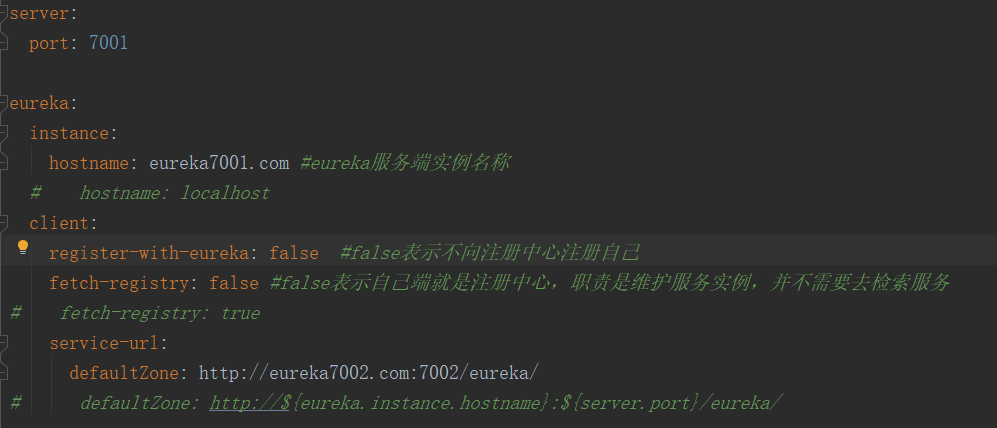 server:
  port: 7001

eureka:
  instance:
    hostname: eureka7001.com #eureka服务端实例名称
  #    hostname: localhost
  client:
    register-with-eureka: false  #false表示不向注册中心注册自己
    fetch-registry: false #false表示自己端就是注册中心，职责是维护服务实例，并不需要去检索服务
#    fetch-registry: true
    service-url:
      defaultZone: http://eureka7002.com:7002/eureka/
#      defaultZone: http://${eureka.instance.hostname}:${server.port}/eureka/